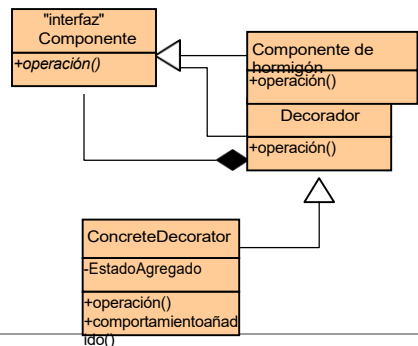 "interfaz"
Componente
+operación()
Componente de
hormigón
+operación()
Decorador
+operación()
ConcreteDecorator
-EstadoAgregado
+operación()
+comportamientoañad
ido()